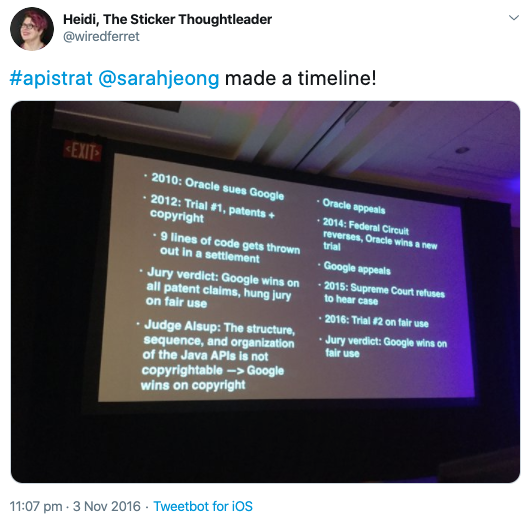 Heidi, The Sticker Thoughtleader
@wiredferret
#apistrat @sarahjeong made a timeline!
<EXIT>
· 2010: Oracle sues Google
· 2012: Trial #1, patents +
copyright
· 9 lines of code gets thrown
out in a settlement
· Jury verdict: Google wins on
all patent claims, hung jury
on fair use
· Judge Alsup: The structure,
sequence, and organization
of the Java APIs is not
copyrightable —> Google
wins on copyright
· Oracle appeals
· 2014: Federal Circuit
reverses, Oracle wins a new
trial
· Google appeals
· 2015: Supreme Court refuses
to hear case
· 2016: Trial #2 on fair use
· Jury verdict: Google wins on
fair use
11:07 pm · 3 Nov 2016 · Tweetbot for iOS